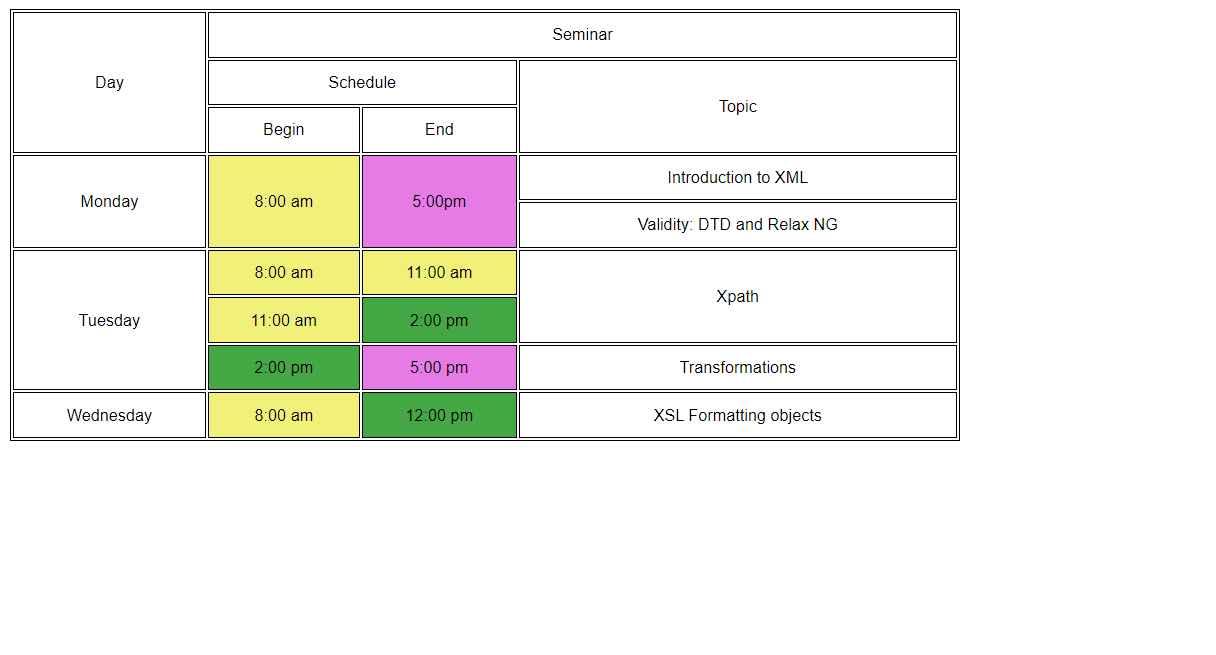 Seminar
Day
Schedule
Topic
Begin
End
Monday
8:00 am
5:00pm
Introduction to XML
Validity: DTD and Relax NG
Tuesday
8:00 am
11:00 am
Xpath
11:00 am
2:00 pm
2:00 pm
5:00 pm
Transformations
Wednesday
8:00 am
12:00 pm
XSL Formatting objects